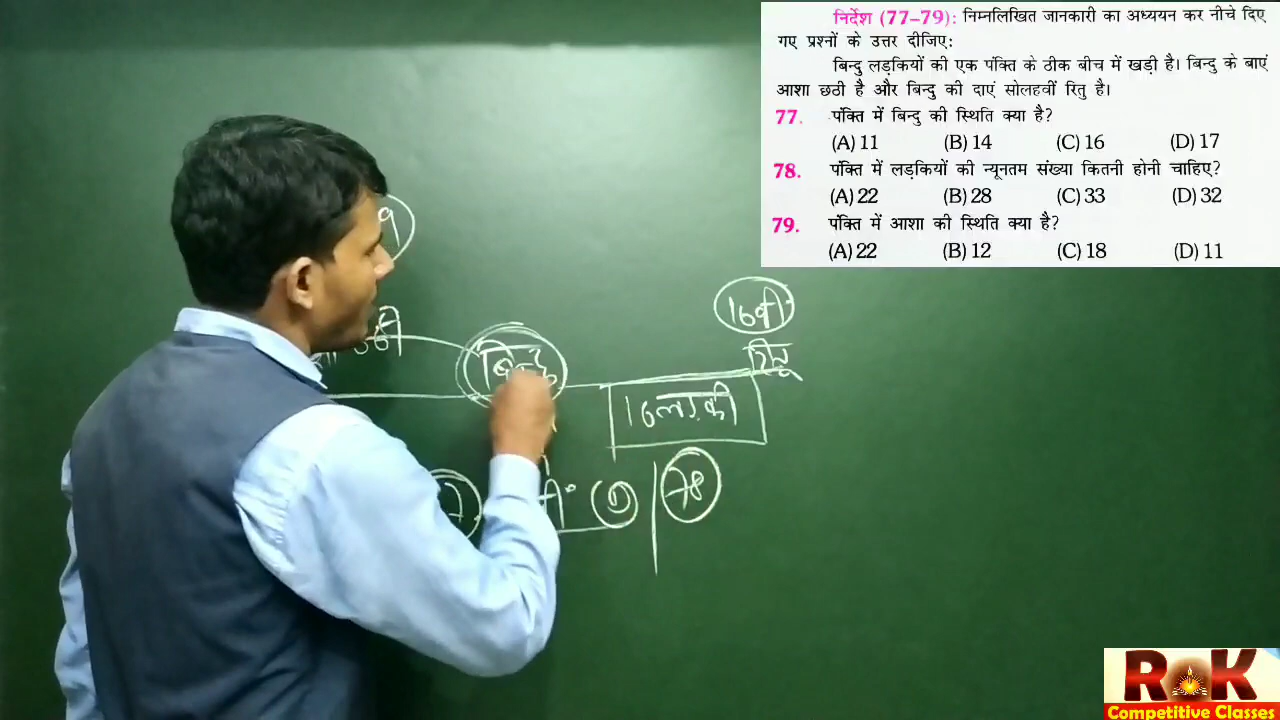 निर्देश (77–79): निम्नलिखित जानकारी का अध्ययन कर नीचे दिए
गए प्रश्नों के उत्तर दीजिए:
बिन्दु लड़कियों की एक पंक्ति के ठीक बीच में खड़ी है। बिन्दु के बाएं
आशा छठी है और बिन्दु की दाएं सोलहवीं रितु है।
77. पंक्ति में बिन्दु की स्थिति क्या है?
(A) 11 (B) 14 (C) 16 (D) 17
78. पंक्ति में लड़कियों की न्यूनतम संख्या कितनी होनी चाहिए?
(A) 22 (B) 28 (C) 33 (D) 32
79. पंक्ति में आशा की स्थिति क्या है?
(A) 22 (B) 12 (C) 18 (D) 11
16वीं
बिन्दु रितू
16लड़की
78
ROK
Competitive Classes